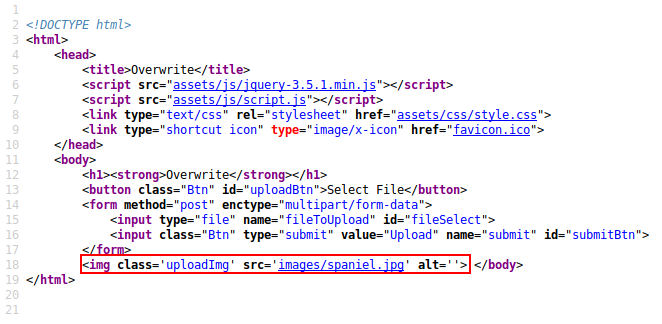 1
2 <!DOCTYPE html>
3 <html>
4     <head>
5         <title>Overwrite</title>
6         <script src="assets/js/jquery-3.5.1.min.js"></script>
7         <script src="assets/js/script.js"></script>
8         <link type="text/css" rel="stylesheet" href="assets/css/style.css">
9         <link type="shortcut icon" type="image/x-icon" href="favicon.ico">
10     </head>
11     <body>
12         <h1><strong>Overwrite</strong></h1>
13         <button class="Btn" id="uploadBtn">Select File</button>
14         <form method="post" enctype="multipart/form-data">
15             <input type="file" name="fileToUpload" id="fileSelect">
16             <input class="Btn" type="submit" value="Upload" name="submit" id="submitBtn">
17         </form>
18         <img class='uploadImg' src='images/spaniel.jpg' alt=''> </body>
19 </html>
20
21